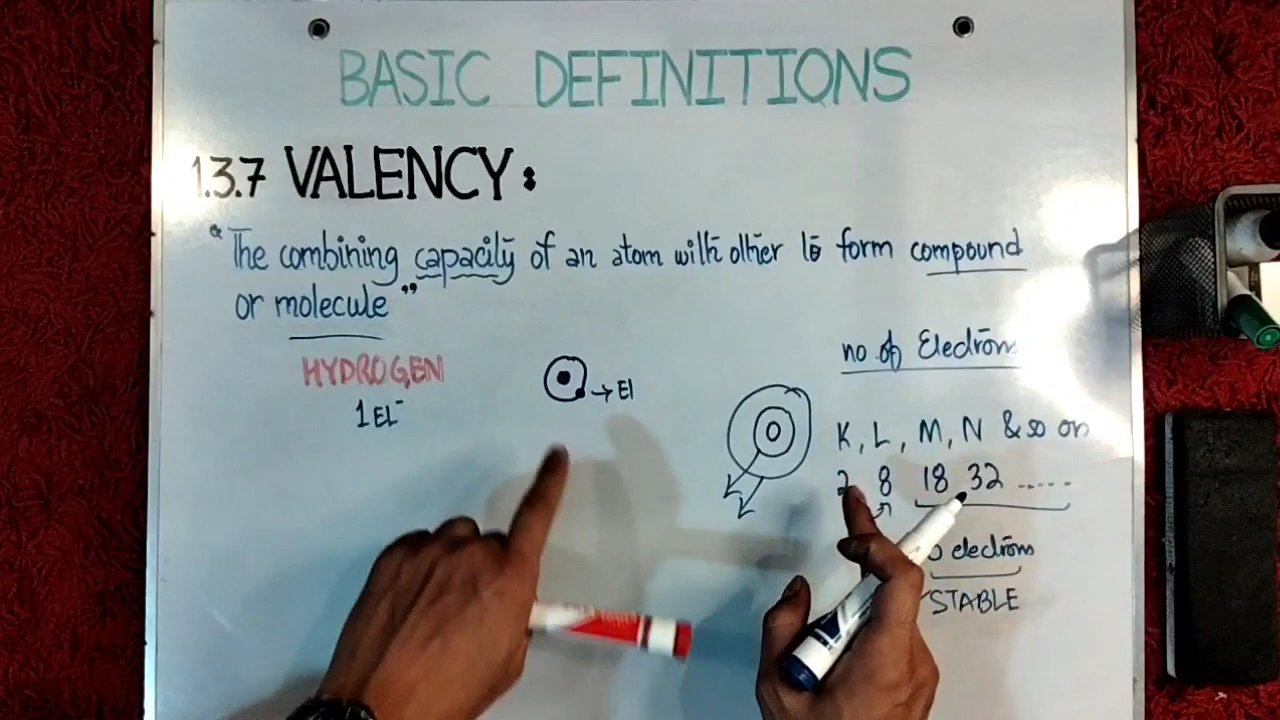 BASIC DEFINITIONS
1.3.7 VALENCY:
"The combining capacity of an atom with other to form compound
or molecule"
HYDROGEN
1 EL⁻
→ El
no of Electrons
K, L, M, N & so on
2 8 18 32 ......
electrons
STABLE